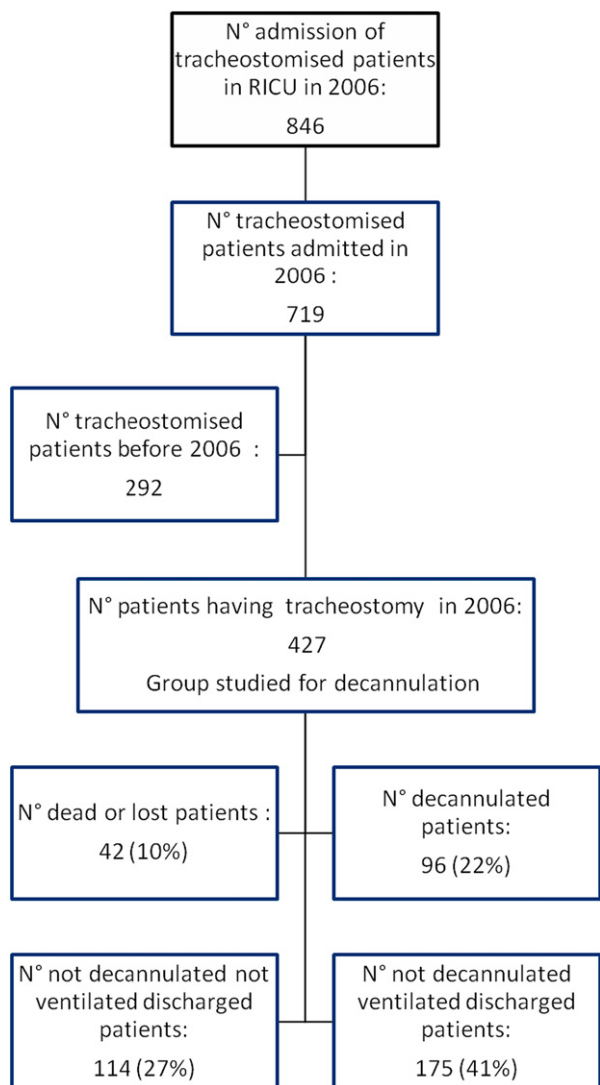 N° admission of
tracheostomised patients
in RICU in 2006:
846
N° tracheostomised
patients admitted in
2006 :
719
N° tracheostomised
patients before 2006 :
292
N° patients having tracheostomy in 2006:
427
Group studied for decannulation
N° dead or lost patients :
42 (10%)
N° decannulated
patients:
96 (22%)
N° not decannulated not
ventilated discharged
patients:
114 (27%)
N° not decannulated
ventilated discharged
patients:
175 (41%)